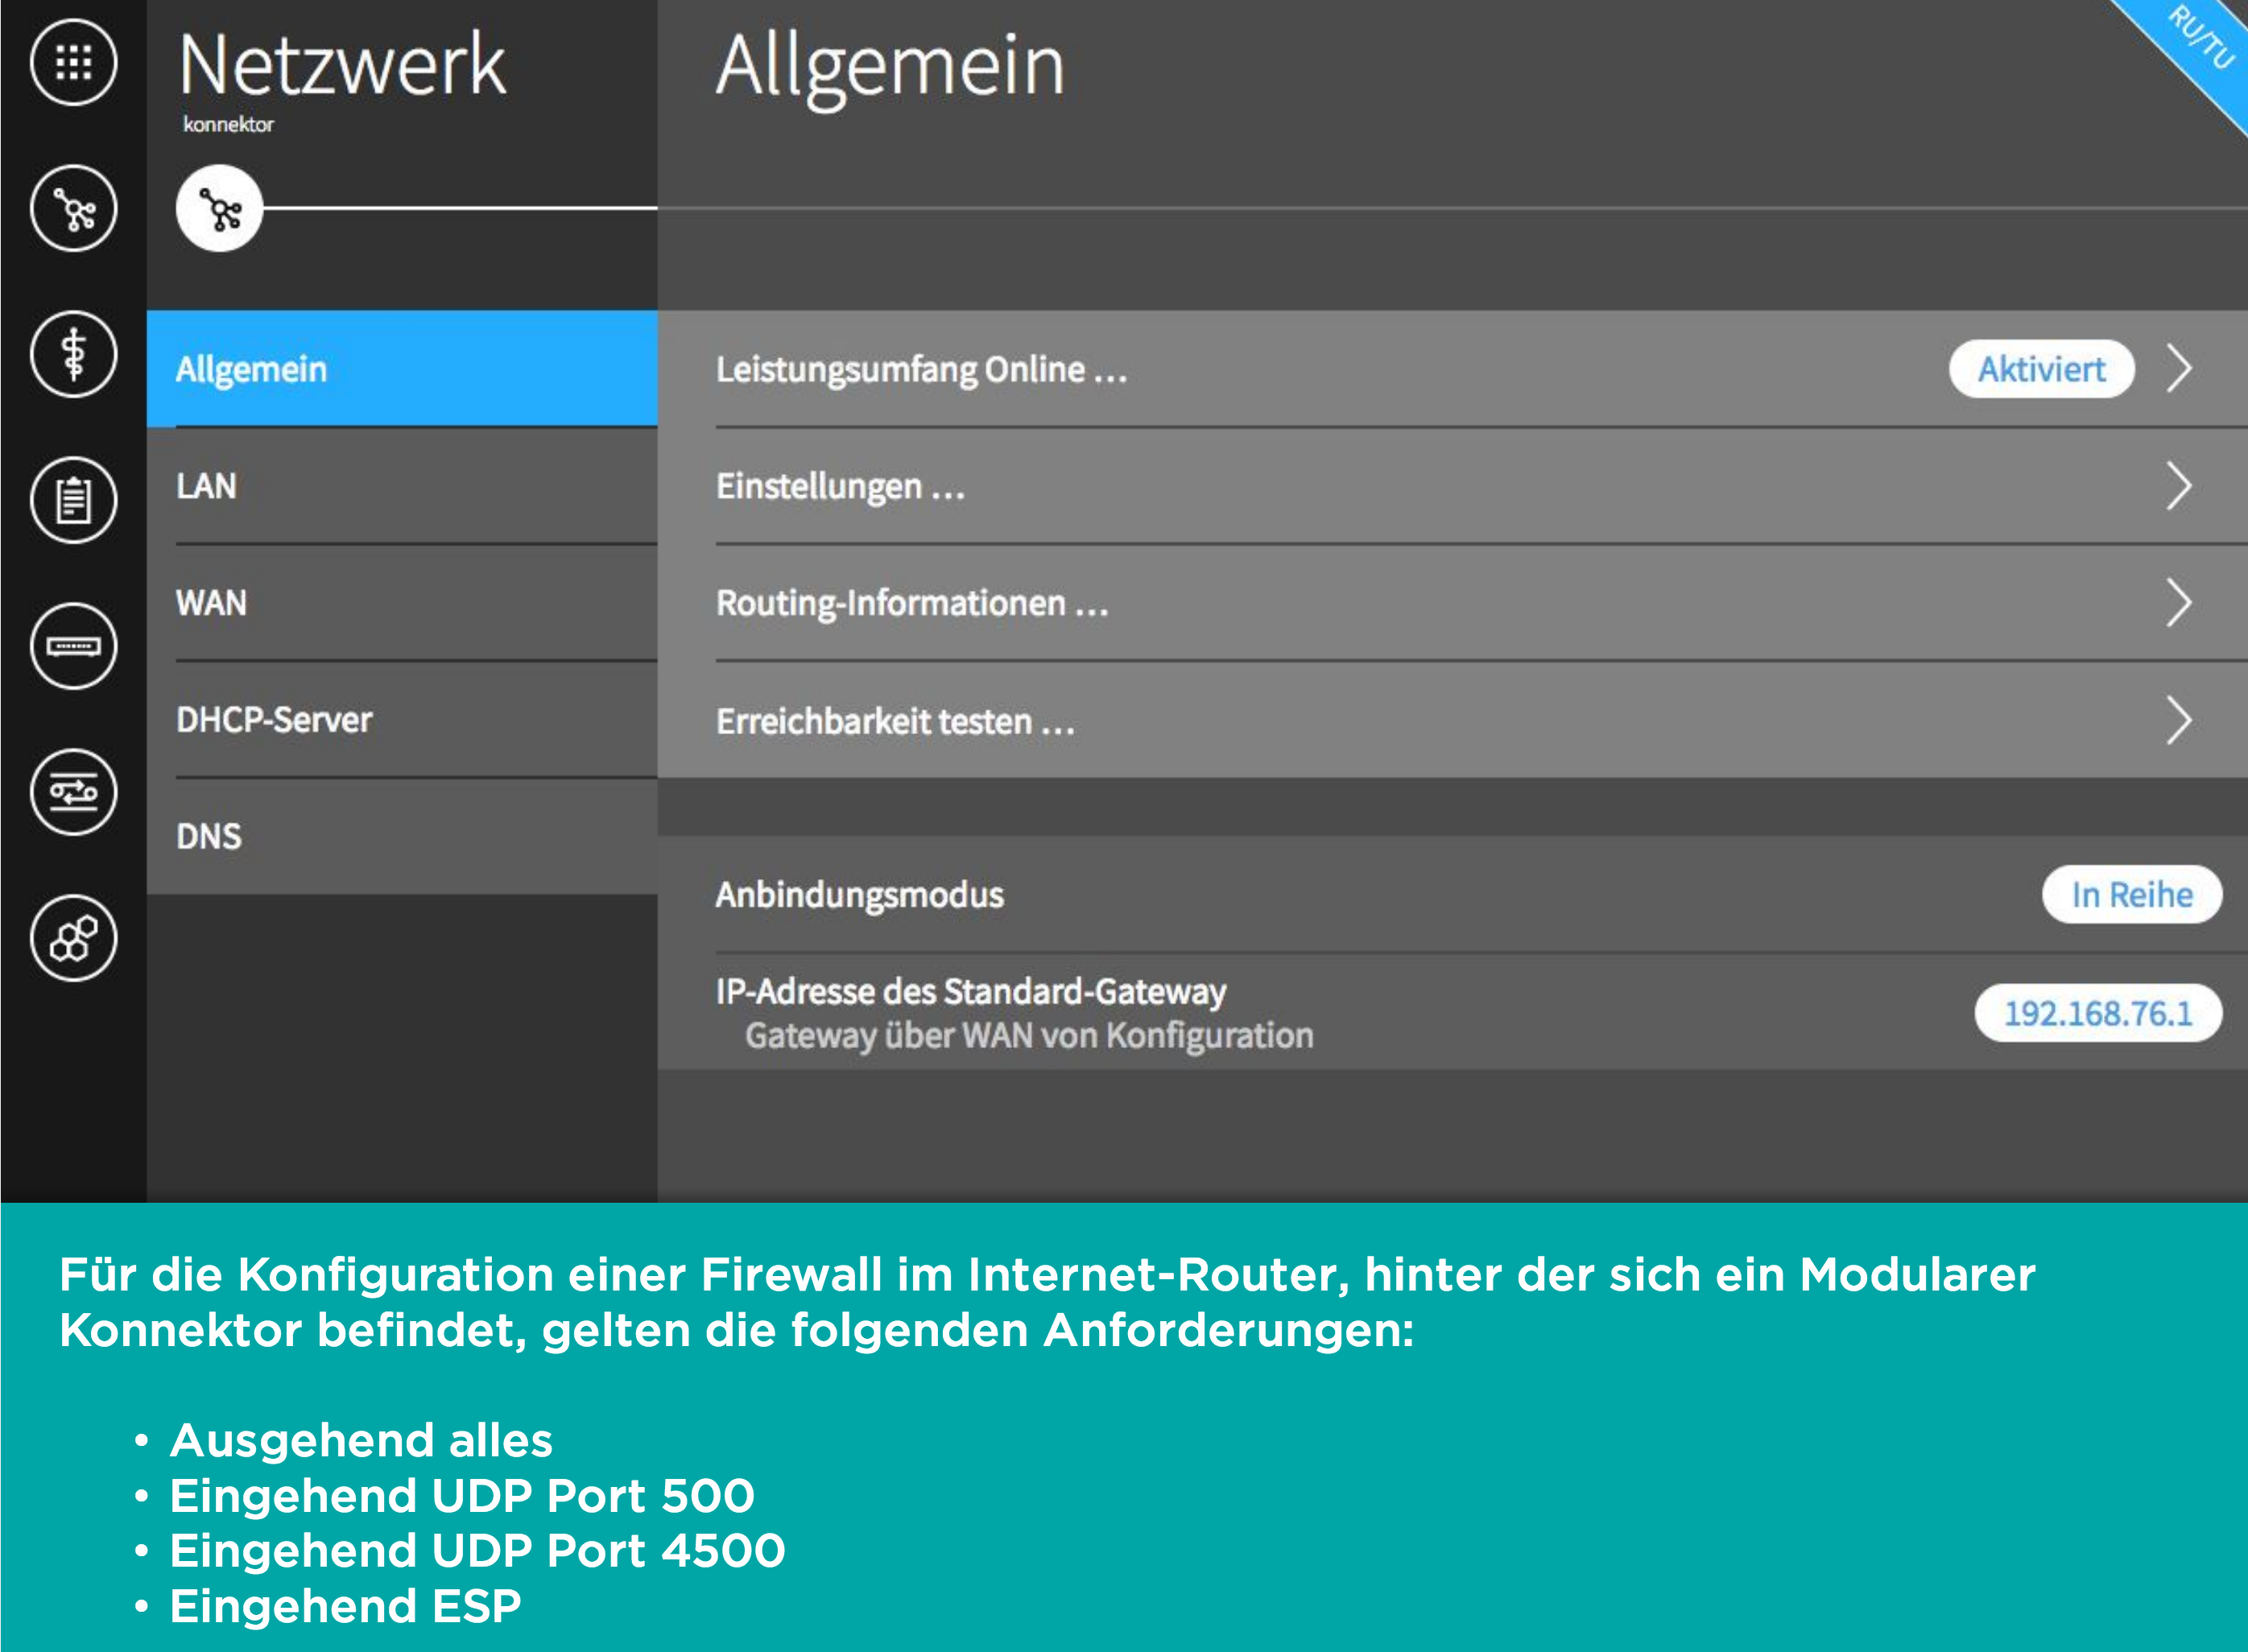 Netzwerk
konnektor
Allgemein
RU/TU
Allgemein
LAN
WAN
DHCP-Server
DNS
Leistungsumfang Online ...
Aktiviert
Einstellungen ...
Routing-Informationen ...
Erreichbarkeit testen ...
Anbindungsmodus
In Reihe
IP-Adresse des Standard-Gateway
192.168.76.1
Gateway über WAN von Konfiguration
Für die Konfiguration einer Firewall im Internet-Router, hinter der sich ein Modularer
Konnektor befindet, gelten die folgenden Anforderungen:
• Ausgehend alles
• Eingehend UDP Port 500
• Eingehend UDP Port 4500
• Eingehend ESP